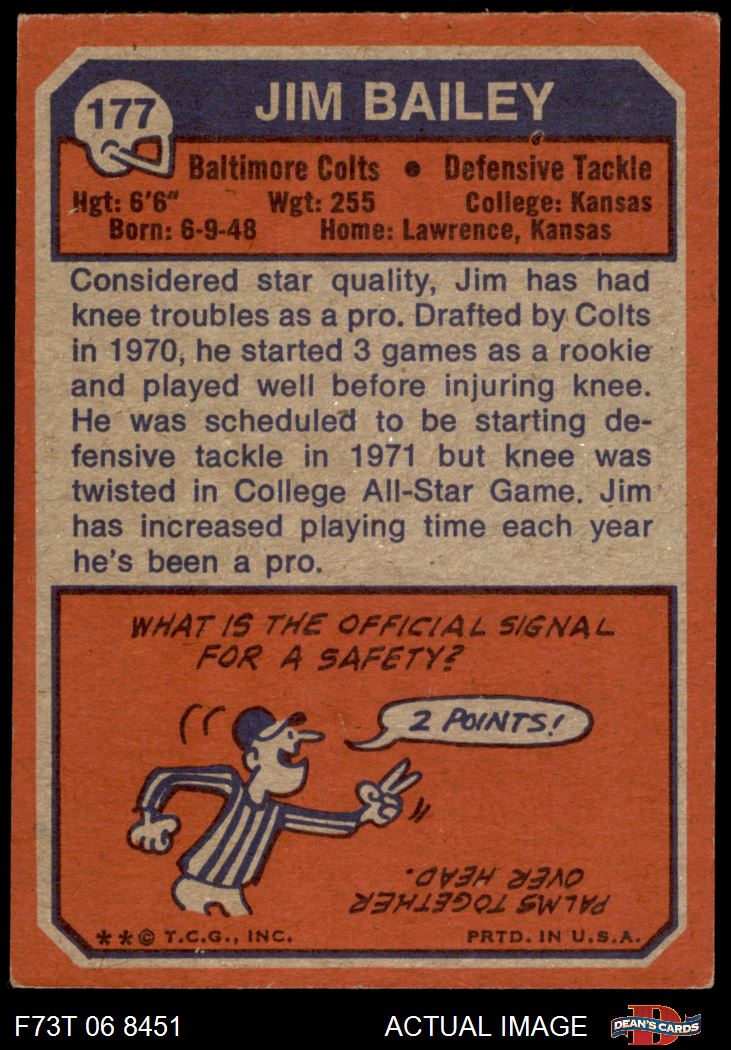 177
JIM BAILEY
Baltimore Colts • Defensive Tackle
Hgt: 6'6" Wgt: 255 College: Kansas
Born: 6-9-48 Home: Lawrence, Kansas
Considered star quality, Jim has had
knee troubles as a pro. Drafted by Colts
in 1970, he started 3 games as a rookie
and played well before injuring knee.
He was scheduled to be starting de-
fensive tackle in 1971 but knee was
twisted in College All-Star Game. Jim
has increased playing time each year
he's been a pro.
WHAT IS THE OFFICIAL SIGNAL
FOR A SAFETY?
2 POINTS!
PALMS TOGETHER
OVER HEAD.
**© T.C.G., INC. PRTD. IN U.S.A.
F73T 06 8451 ACTUAL IMAGE
D
DEAN'S CARDS